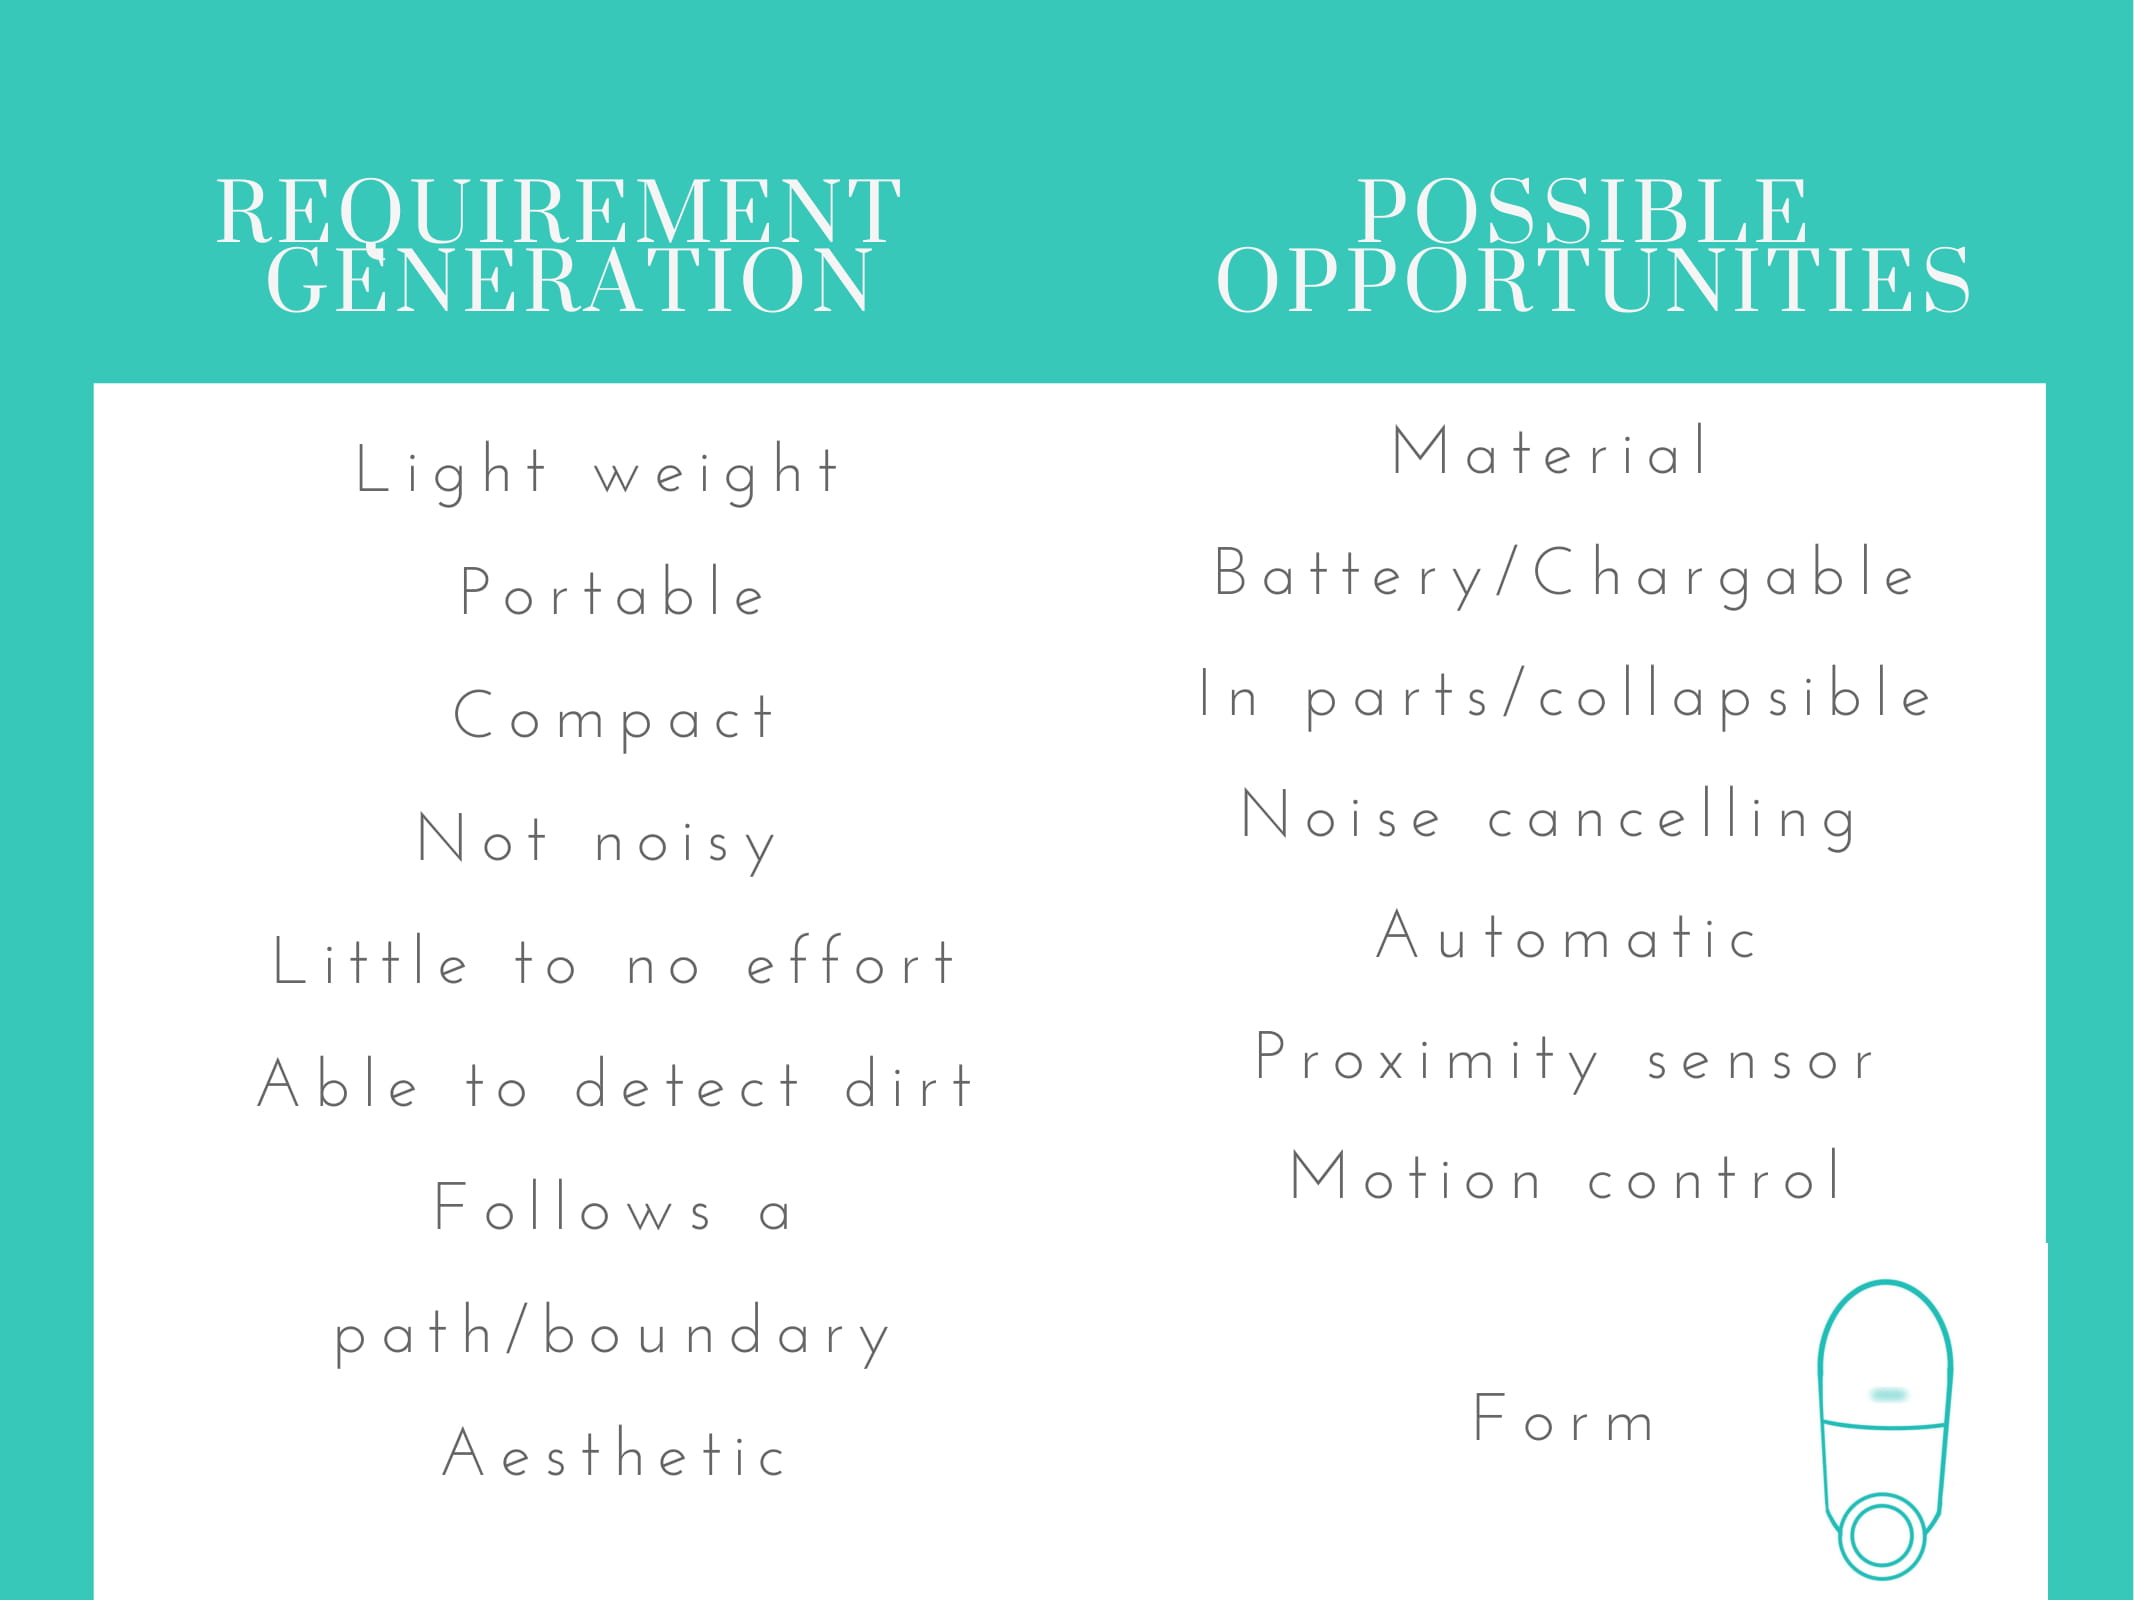 REQUIREMENT
GENERATION
Light weight
Portable
Compact
Not noisy
Little to no effort
Able to detect dirt
Follows a
path/boundary
Aesthetic
POSSIBLE
OPPORTUNITIES
Material
Battery/Chargable
In parts/collapsible
Noise cancelling
Automatic
Proximity sensor
Motion control
Form